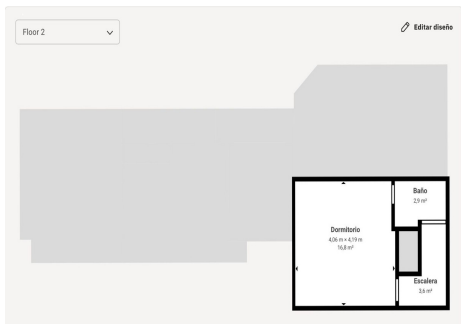 Floor 2
Editar diseño
Baño
2,9 m²
Dormitorio
4,06 m × 4,19 m
16,8 m²
Escalera
3,6 m²